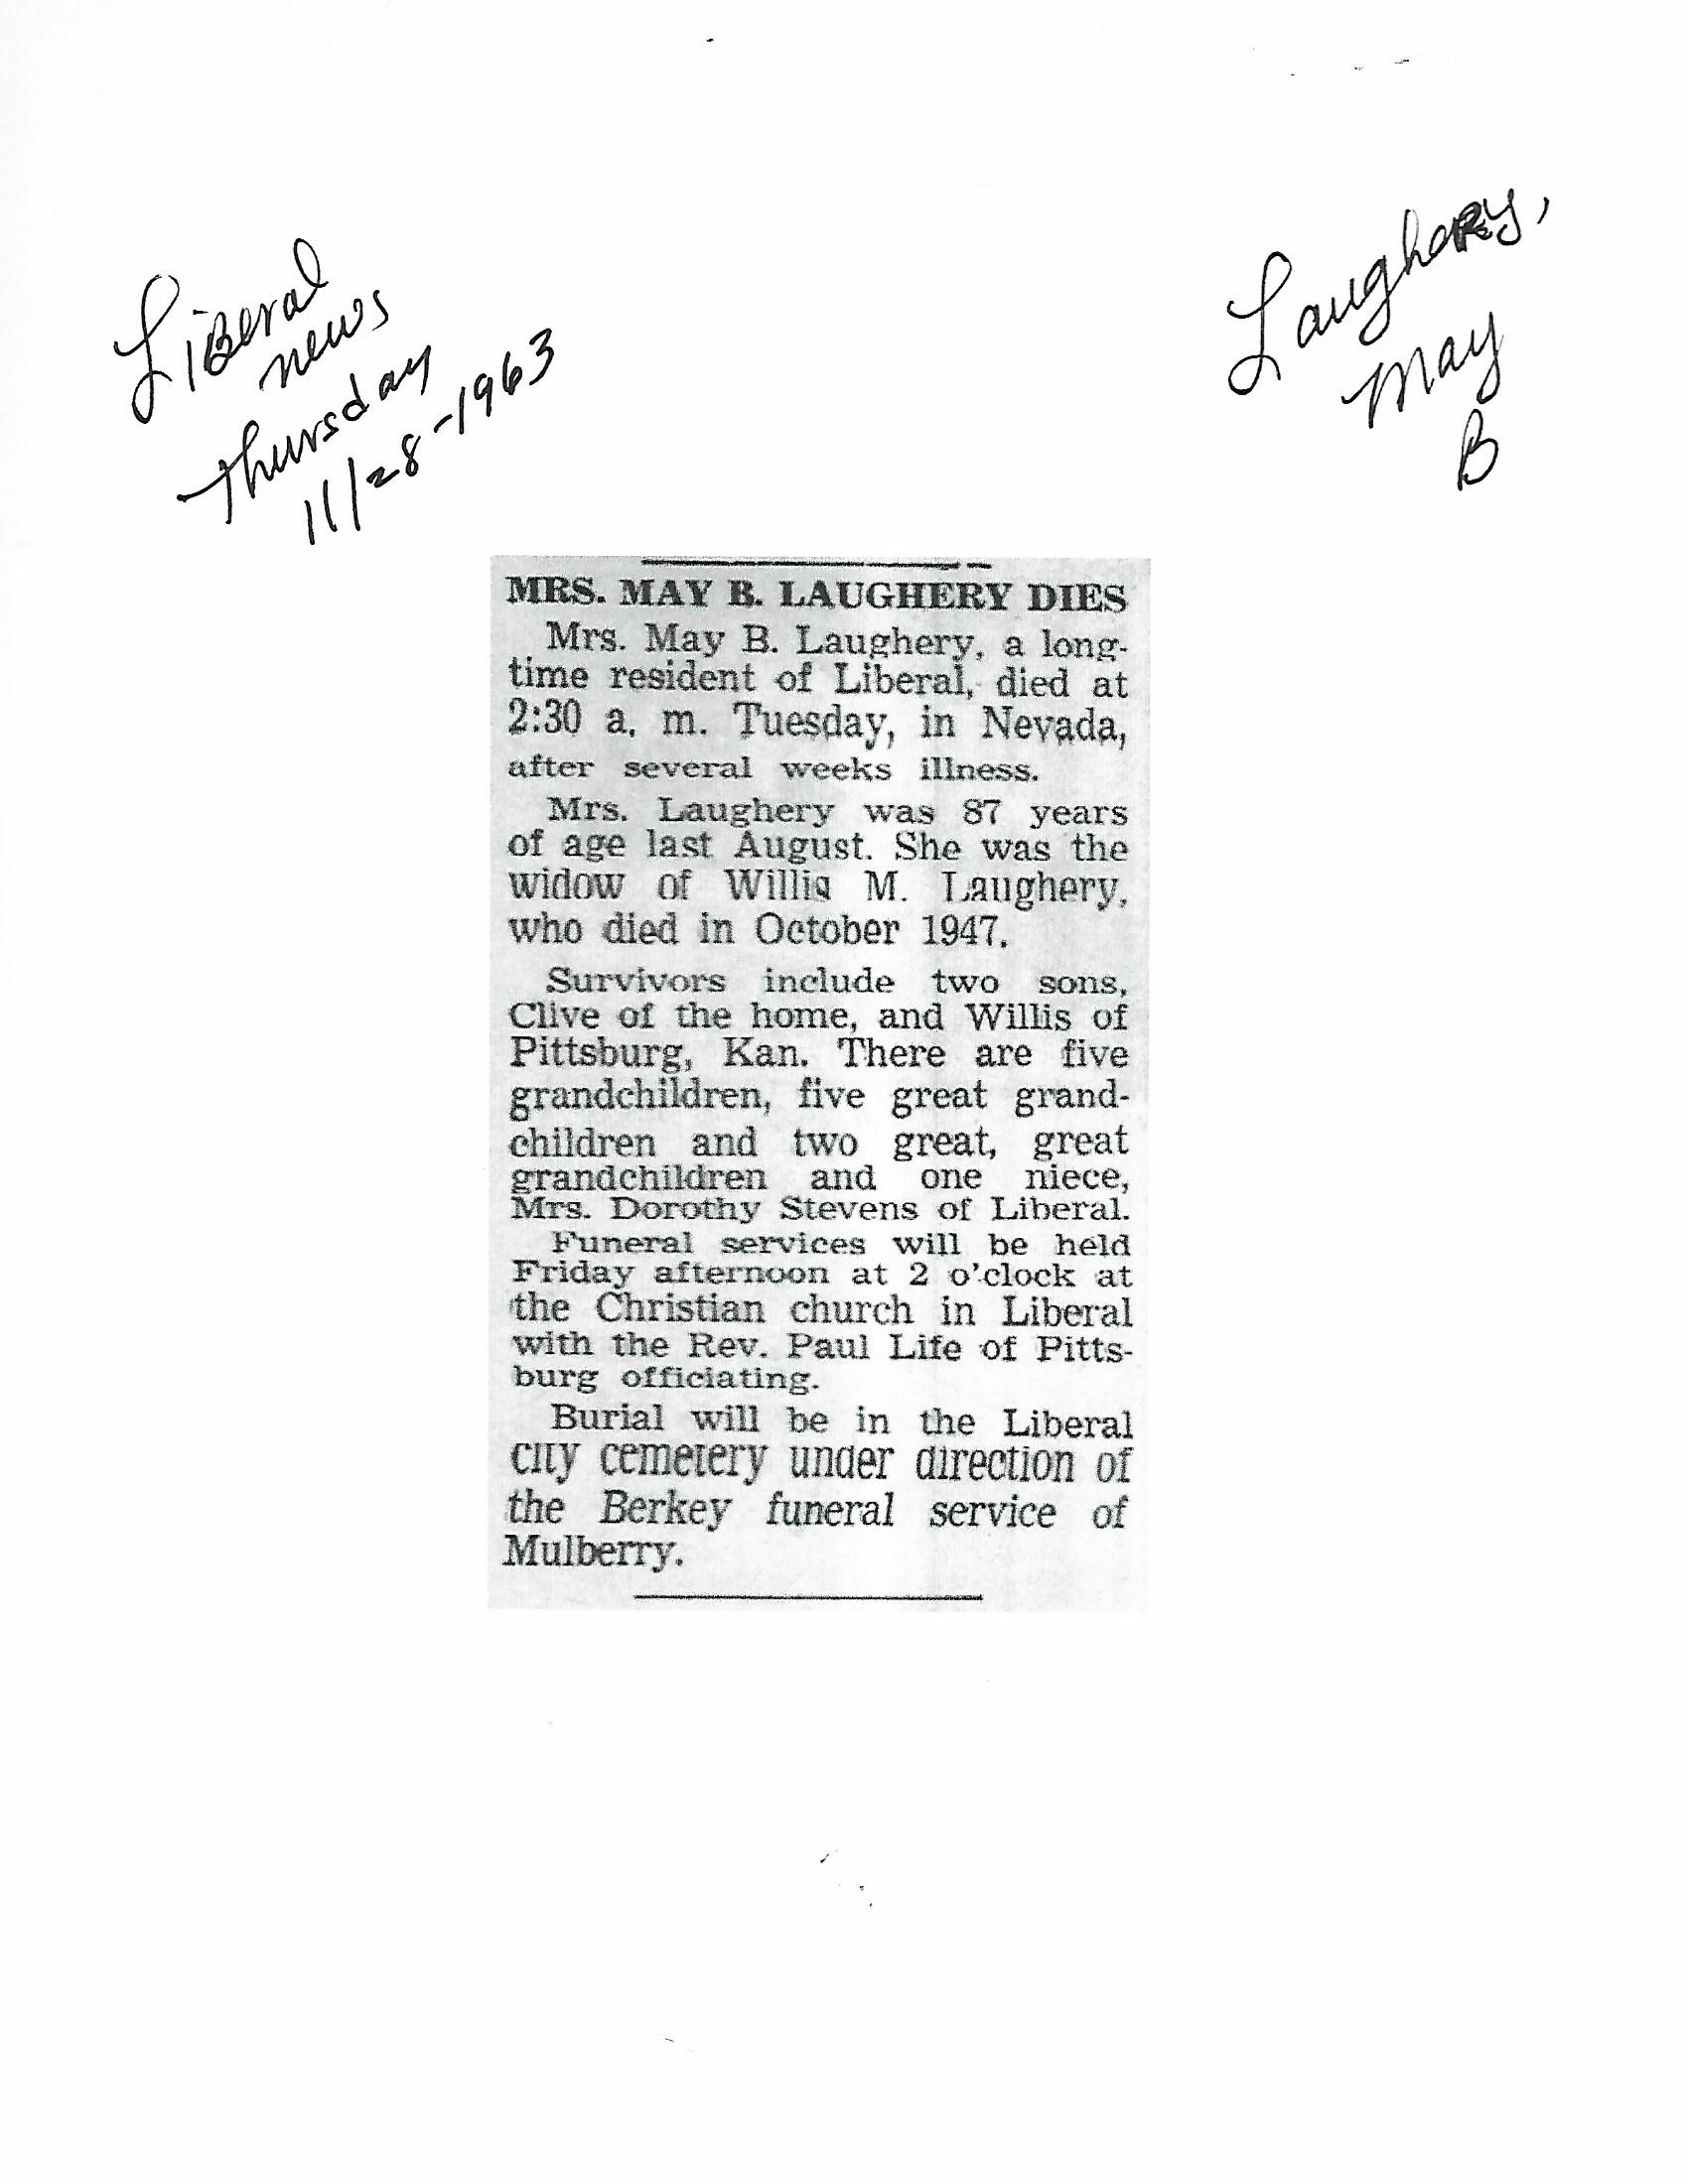 Liberal
news
Thursday
11/28-1963
Laughery,
May
B
MRS. MAY B. LAUGHERY DIES
Mrs. May B. Laughery, a long-
time resident of Liberal, died at
2:30 a. m. Tuesday, in Nevada,
after several weeks illness.
Mrs. Laughery was 87 years
of age last August. She was the
widow of Willis M. Laughery,
who died in October 1947.
Survivors include two sons,
Clive of the home, and Willis of
Pittsburg, Kan. There are five
grandchildren, five great grand-
children and two great, great
grandchildren and one niece,
Mrs. Dorothy Stevens of Liberal.
Funeral services will be held
Friday afternoon at 2 o'clock at
the Christian church in Liberal
with the Rev. Paul Life of Pitts-
burg officiating.
Burial will be in the Liberal
city cemetery under direction of
the Berkey funeral service of
Mulberry.